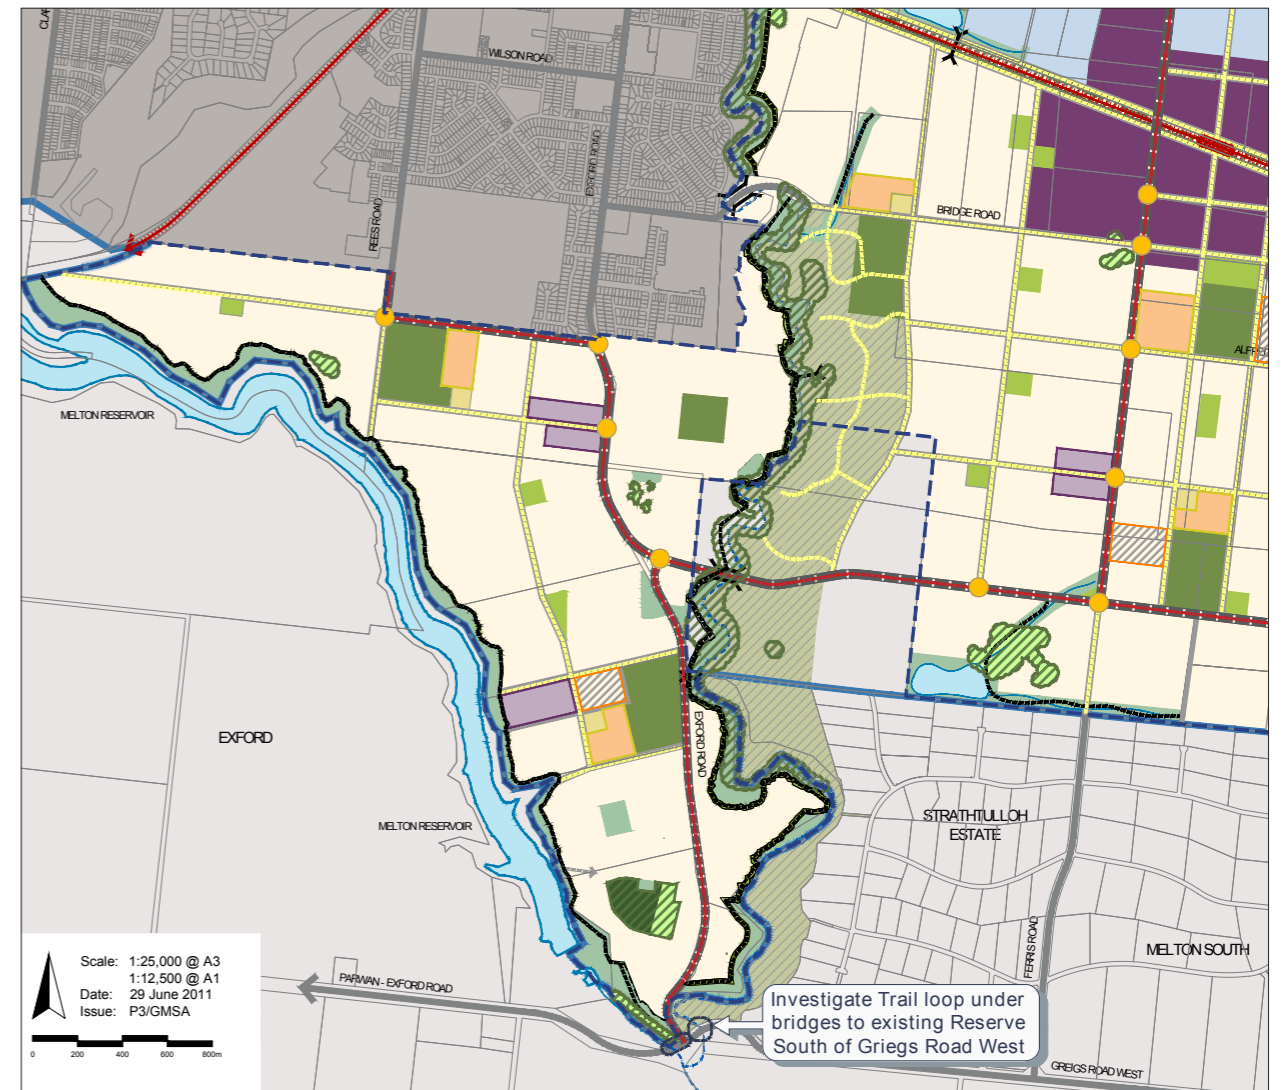 CLA
WILSON ROAD
EXFORD ROAD
REES ROAD
BRIDGE ROAD
ALFRE
MELTON RESERVOIR
EXFORD
EXFORD ROAD
MELTON RESERVOIR
STRATHTULLOH
ESTATE
FERRIS ROAD
MELTON SOUTH
PARWAN - EXFORD ROAD
Investigate Trail loop under
bridges to existing Reserve
South of Griegs Road West
GREIGS ROAD WEST
Scale: 1:25,000 @ A3
1:12,500 @ A1
Date: 29 June 2011
Issue: P3/GMSA
0 200 400 600 800m